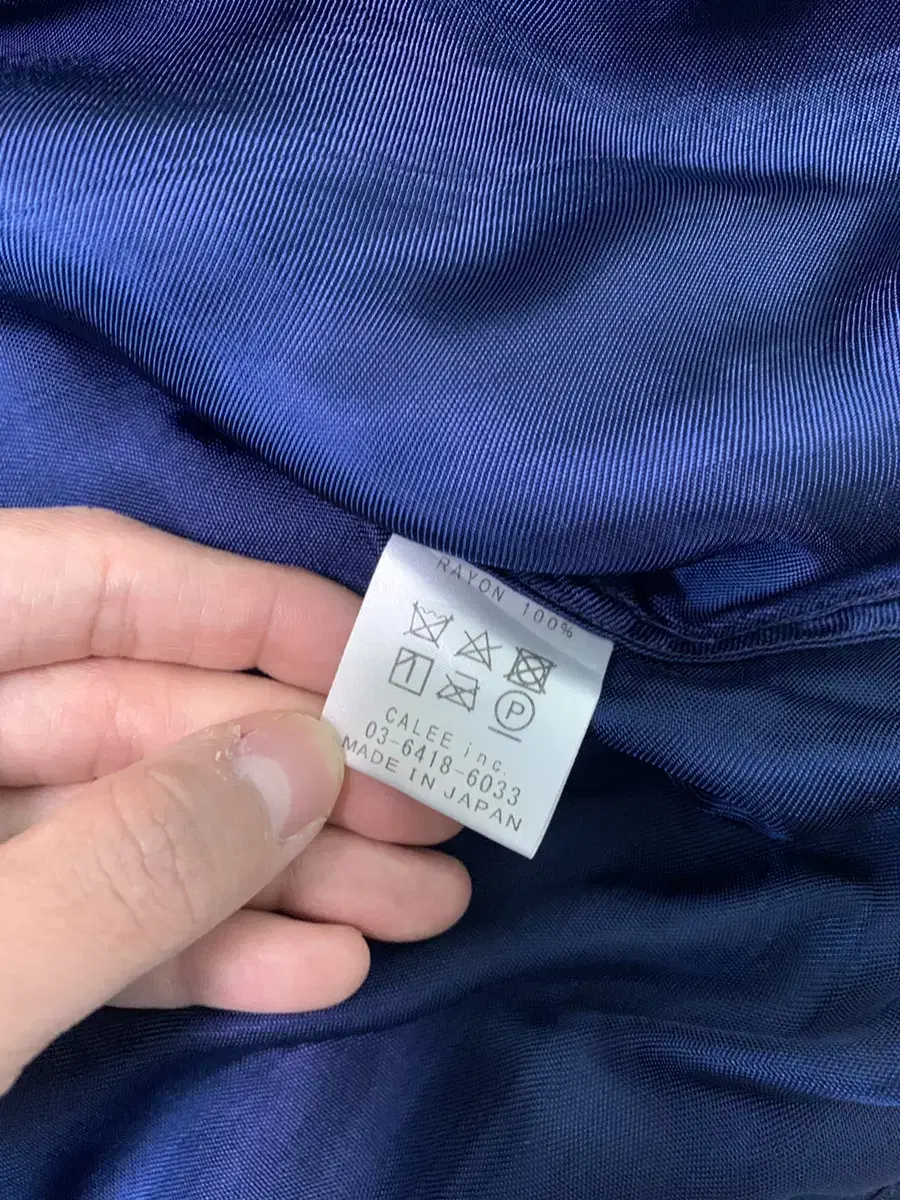 RAYON 100%
P
CALEE inc.
03-6418-6033
MADE IN JAPAN